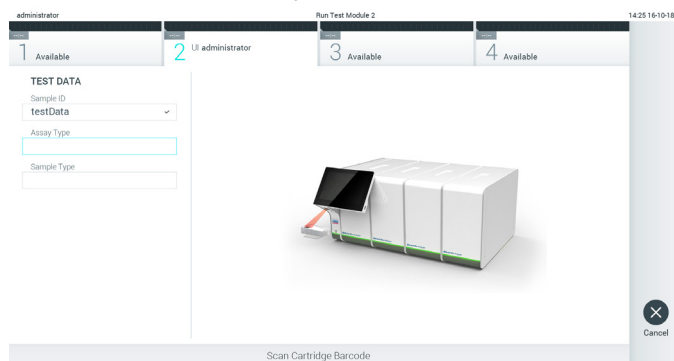 administrator
Run Test Module 2
14:25 16-10-18
--:--
--:--
--:--
--:--
1 Available
2 UI administrator
3 Available
4 Available
TEST DATA
Sample ID
testData
Assay Type
Sample Type
Cancel
Scan Cartridge Barcode